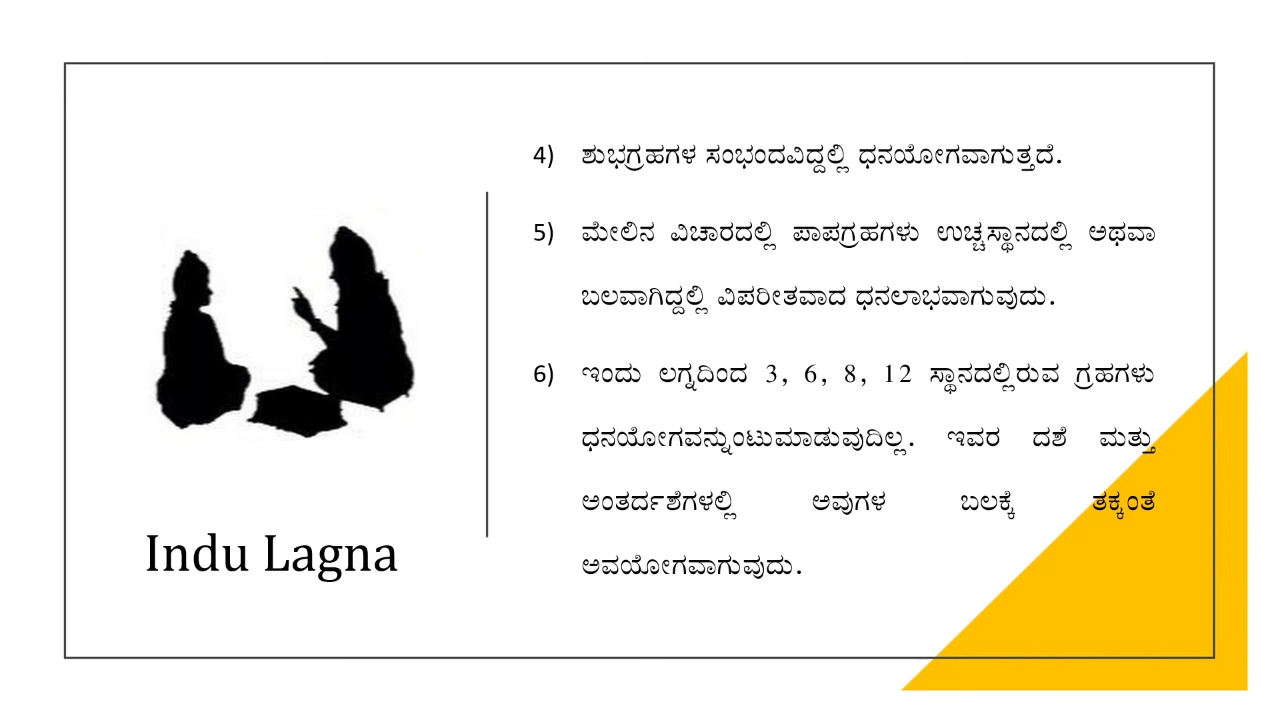 4) ಶುಭಗ್ರಹಗಳ ಸಂಭಂದವಿದ್ದಲ್ಲಿ ಧನಯೋಗವಾಗುತ್ತದೆ.
5) ಮೇಲಿನ ವಿಚಾರದಲ್ಲಿ ಪಾಪಗ್ರಹಗಳು ಉಚ್ಚಸ್ಥಾನದಲ್ಲಿ ಅಥವಾ
ಬಲವಾಗಿದ್ದಲ್ಲಿ ವಿಪರೀತವಾದ ಧನಲಾಭವಾಗುವುದು.
6) ಇಂದು ಲಗ್ನದಿಂದ 3, 6, 8, 12 ಸ್ಥಾನದಲ್ಲಿರುವ ಗ್ರಹಗಳು
ಧನಯೋಗವನ್ನುಂಟುಮಾಡುವುದಿಲ್ಲ. ಇವರ ದಶೆ ಮತ್ತು
ಅಂತರ್ದಶೆಗಳಲ್ಲಿ ಅವುಗಳ ಬಲಕ್ಕೆ ತಕ್ಕಂತೆ
ಅವಯೋಗವಾಗುವುದು.
Indu Lagna